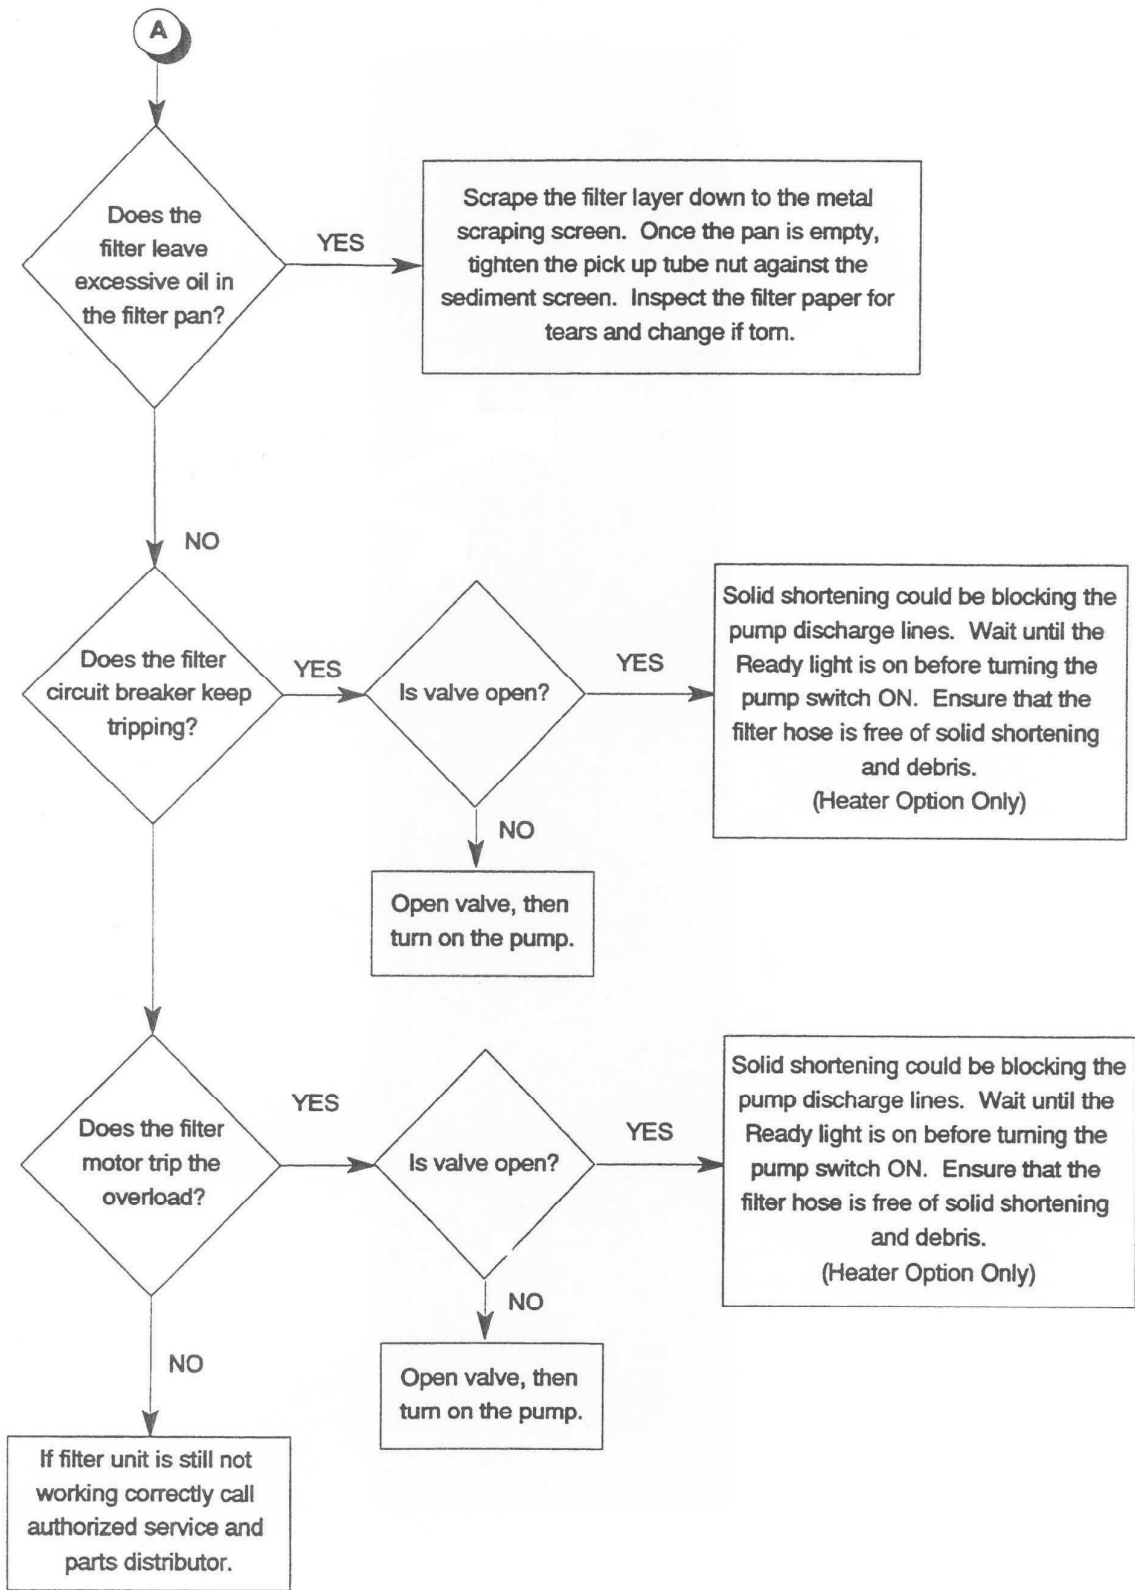 A
Does the
filter leave
excessive oil in
the filter pan?
YES
Scrape the filter layer down to the metal
scraping screen. Once the pan is empty,
tighten the pick up tube nut against the
sediment screen. Inspect the filter paper for
tears and change if torn.
NO
Does the filter
circuit breaker keep
tripping?
YES
Is valve open?
YES
Solid shortening could be blocking the
pump discharge lines. Wait until the
Ready light is on before turning the
pump switch ON. Ensure that the
filter hose is free of solid shortening
and debris.
(Heater Option Only)
NO
Open valve, then
turn on the pump.
Does the filter
motor trip the
overload?
YES
Is valve open?
YES
Solid shortening could be blocking the
pump discharge lines. Wait until the
Ready light is on before turning the
pump switch ON. Ensure that the
filter hose is free of solid shortening
and debris.
(Heater Option Only)
NO
Open valve, then
turn on the pump.
NO
If filter unit is still not
working correctly call
authorized service and
parts distributor.